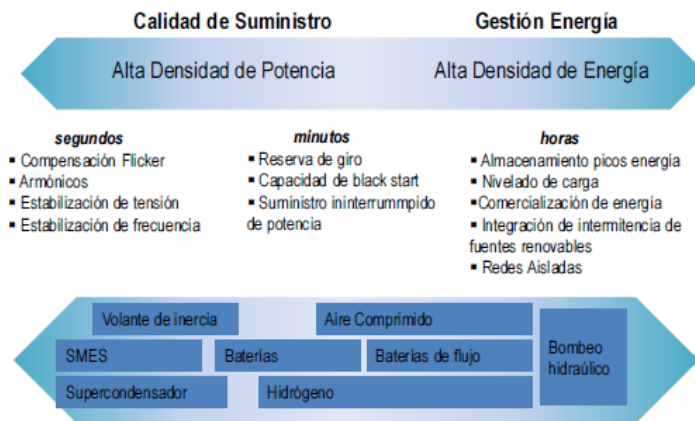 Calidad de Suministro
Gestión Energía
Alta Densidad de Potencia
Alta Densidad de Energía
segundos
▪ Compensación Flicker
▪ Armónicos
▪ Estabilización de tensión
▪ Estabilización de frecuencia
minutos
▪ Reserva de giro
▪ Capacidad de black start
▪ Suministro ininterrummpido
de potencia
horas
▪ Almacenamiento picos energía
▪ Nivelado de carga
▪Comercialización de energía
▪ Integración de intermitencia de
fuentes renovables
▪ Redes Aisladas
Volante de inercia
Aire Comprimido
SMES
Baterías
Baterías de flujo
Bombeo
hidraúlico
Supercondensador
Hidrógeno